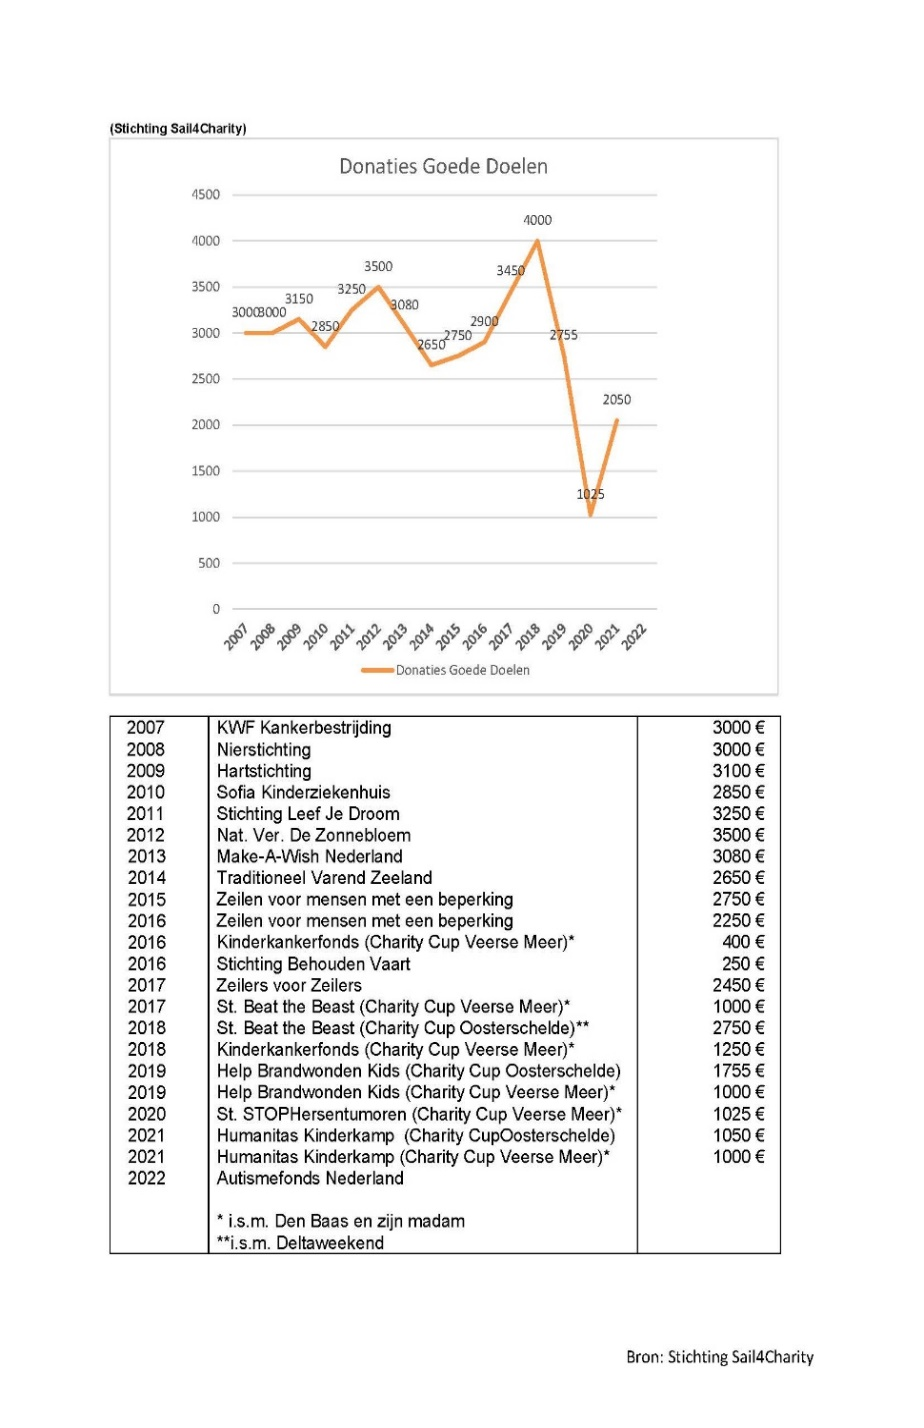 (Stichting Sail4Charity)
Donaties Goede Doelen
4500
4000
3500
3000
2500
2000
1500
1000
500
0
3000
3000
3150
2850
3250
3500
3080
2650
2750
2900
3450
4000
2755
1025
2050
2007 2008 2009 2010 2011 2012 2013 2014 2015 2016 2017 2018 2019 2020 2021 2022
Donaties Goede Doelen
2007 KWF Kankerbestrijding 3000 €
2008 Nierstichting 3000 €
2009 Hartstichting 3100 €
2010 Sofia Kinderziekenhuis 2850 €
2011 Stichting Leef Je Droom 3250 €
2012 Nat. Ver. De Zonnebloem 3500 €
2013 Make-A-Wish Nederland 3080 €
2014 Traditioneel Varend Zeeland 2650 €
2015 Zeilen voor mensen met een beperking 2750 €
2016 Zeilen voor mensen met een beperking 2250 €
2016 Kinderkankerfonds (Charity Cup Veerse Meer)* 400 €
2016 Stichting Behouden Vaart 250 €
2017 Zeilers voor Zeilers 2450 €
2017 St. Beat the Beast (Charity Cup Veerse Meer)* 1000 €
2018 St. Beat the Beast (Charity Cup Oosterschelde)** 2750 €
2018 Kinderkankerfonds (Charity Cup Veerse Meer)* 1250 €
2019 Help Brandwonden Kids (Charity Cup Oosterschelde) 1755 €
2019 Help Brandwonden Kids (Charity Cup Veerse Meer)* 1000 €
2020 St. STOPHersentumoren (Charity Cup Veerse Meer)* 1025 €
2021 Humanitas Kinderkamp (Charity CupOosterschelde) 1050 €
2021 Humanitas Kinderkamp (Charity Cup Veerse Meer)* 1000 €
2022 Autismefonds Nederland
* i.s.m. Den Baas en zijn madam
**i.s.m. Deltaweekend
Bron: Stichting Sail4Charity